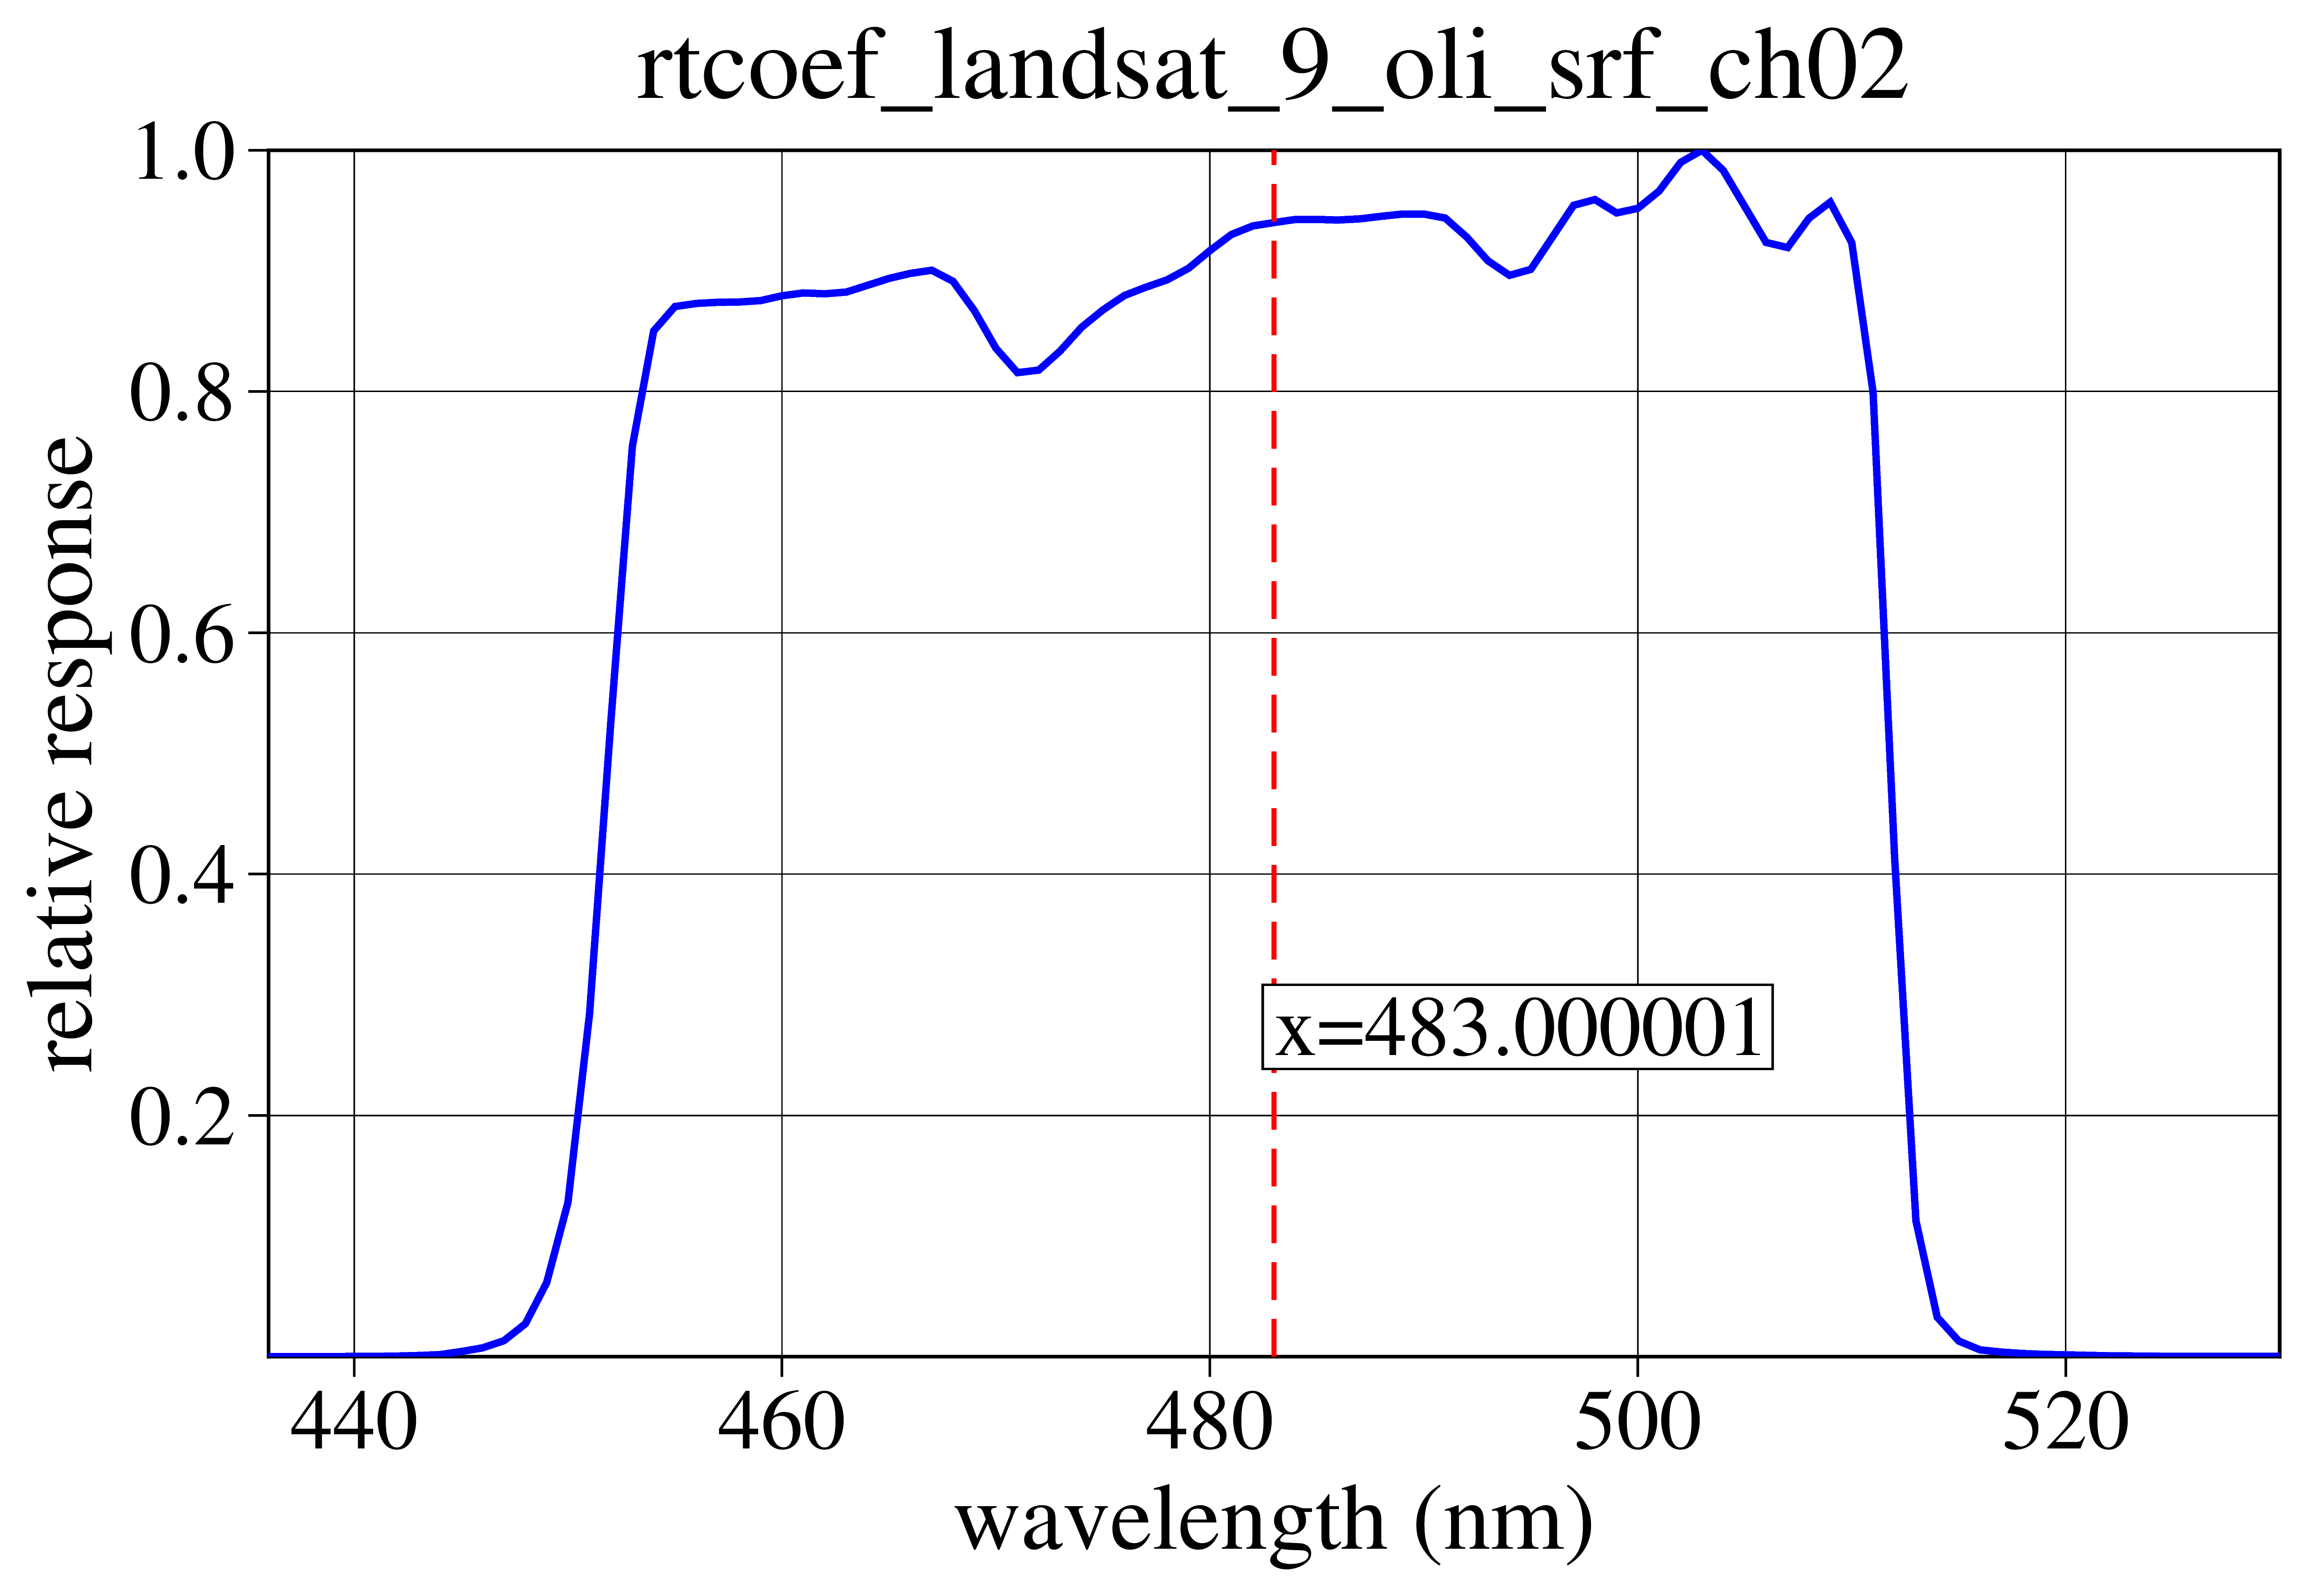 rtcoef_landsat_9_oli_srf_ch02
1.0
0.8
0.6
0.4
0.2
relative response
x=483.000001
440 460 480 500 520
wavelength (nm)